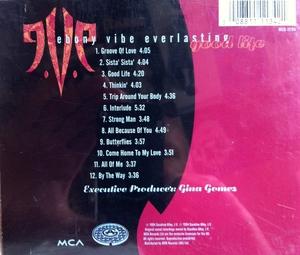 e.v.e.
ebony vibe everlasting
good life
1. Groove Of Love 4.05
2. Sista' Sista' 4.04
3. Good Life 4.20
4. Thinkin' 4.03
5. Trip Around Your Body 4.36
6. Interlude 5.32
7. Strong Man 3.48
8. All Because Of You 4.49
9. Butterflies 3.57
10. Come Home To My Love 3.51
11. All Of Me 5.13
12. By The Way 3.36
Executive Producer: Gina Gomez
MCA